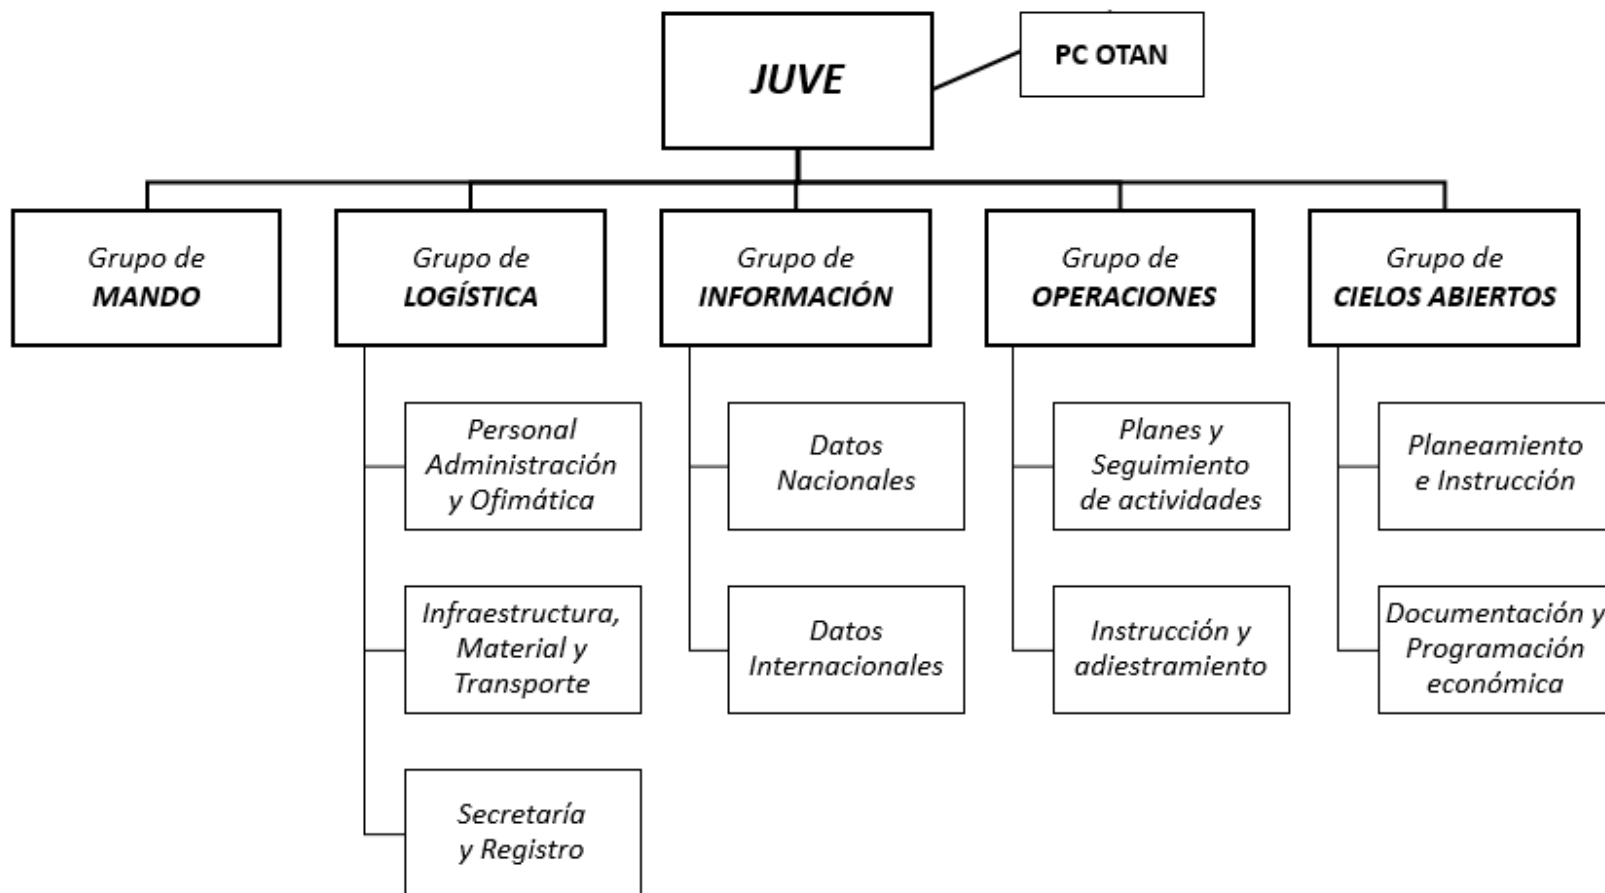 JUVE
PC OTAN
Grupo de
MANDO
Grupo de
LOGÍSTICA
Grupo de
INFORMACIÓN
Grupo de
OPERACIONES
Grupo de
CIELOS ABIERTOS
Personal
Administración
y Ofimática
Infraestructura,
Material y
Transporte
Secretaría
y Registro
Datos
Nacionales
Datos
Internacionales
Planes y
Seguimiento
de actividades
Instrucción y
adiestramiento
Planeamiento
e Instrucción
Documentación y
Programación
económica